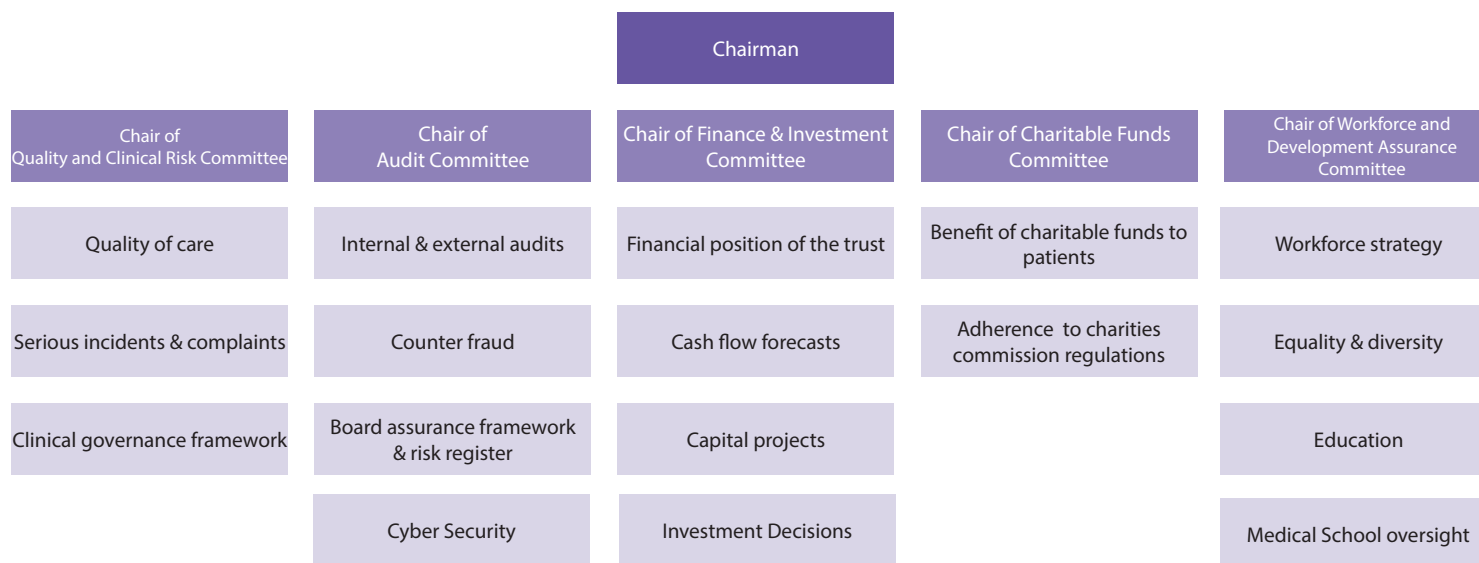 Chairman
Chair of
Quality and Clinical Risk Committee
Chair of
Audit Committee
Chair of Finance & Investment
Committee
Chair of Charitable Funds
Committee
Chair of Workforce and
Development Assurance
Committee
Quality of care
Internal & external audits
Financial position of the trust
Benefit of charitable funds to
patients
Workforce strategy
Serious incidents & complaints
Counter fraud
Cash flow forecasts
Adherence to charities
commission regulations
Equality & diversity
Clinical governance framework
Board assurance framework
& risk register
Capital projects
Education
Cyber Security
Investment Decisions
Medical School oversight